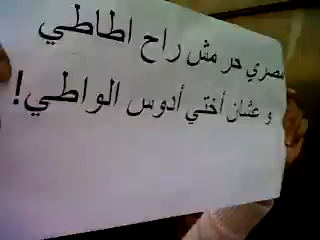 مصري حر مش راح اطاطي
و عشان أختي أدوس الواطي!